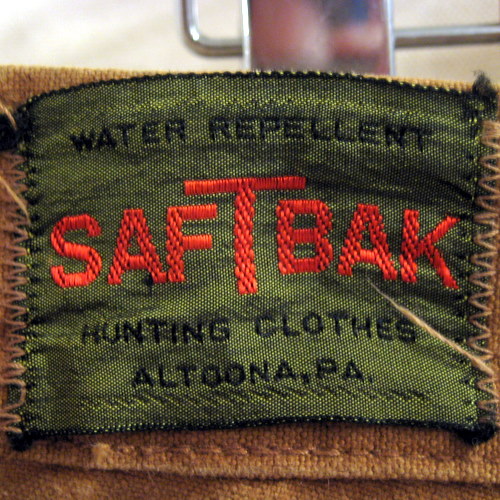 WATER REPELLENT
SAFTBAK
HUNTING CLOTHES
ALTOONA, PA.